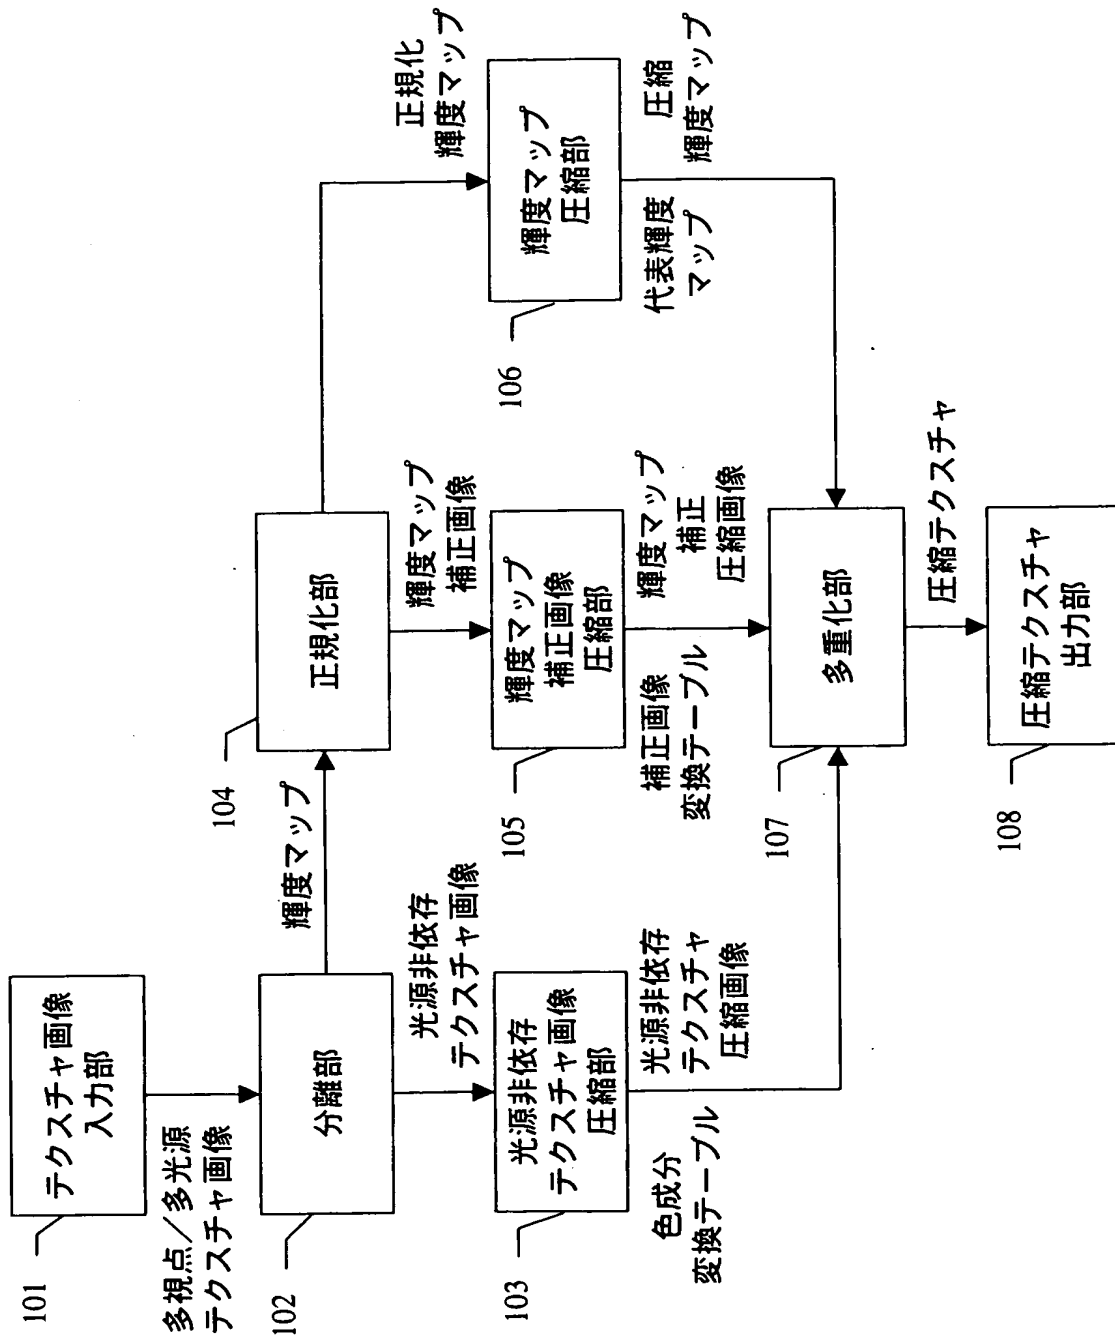 101
テクスチャ画像
入力部
多視点／多光源
テクスチャ画像
102
分離部
輝度マップ
光源非依存
テクスチャ画像
103
光源非依存
テクスチャ画像
圧縮部
色成分
変換テーブル
光源非依存
テクスチャ
圧縮画像
104
正規化部
輝度マップ
補正画像
105
輝度マップ
補正画像
圧縮部
補正画像
変換テーブル
輝度マップ
補正
圧縮画像
正規化
輝度マップ
106
輝度マップ
圧縮部
代表輝度
マップ
圧縮
輝度マップ
107
多重化部
圧縮テクスチャ
108
圧縮テクスチャ
出力部